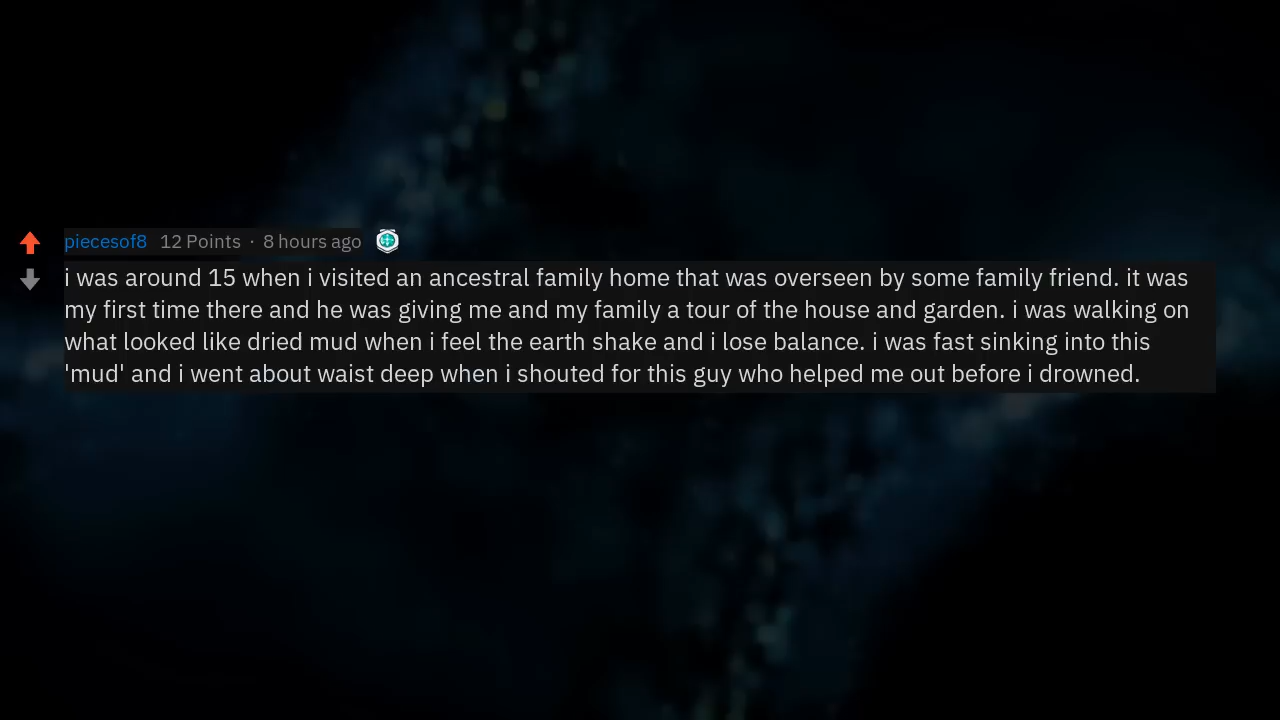 piecesof8 12 Points · 8 hours ago
i was around 15 when i visited an ancestral family home that was overseen by some family friend. it was
my first time there and he was giving me and my family a tour of the house and garden. i was walking on
what looked like dried mud when i feel the earth shake and i lose balance. i was fast sinking into this
'mud' and i went about waist deep when i shouted for this guy who helped me out before i drowned.